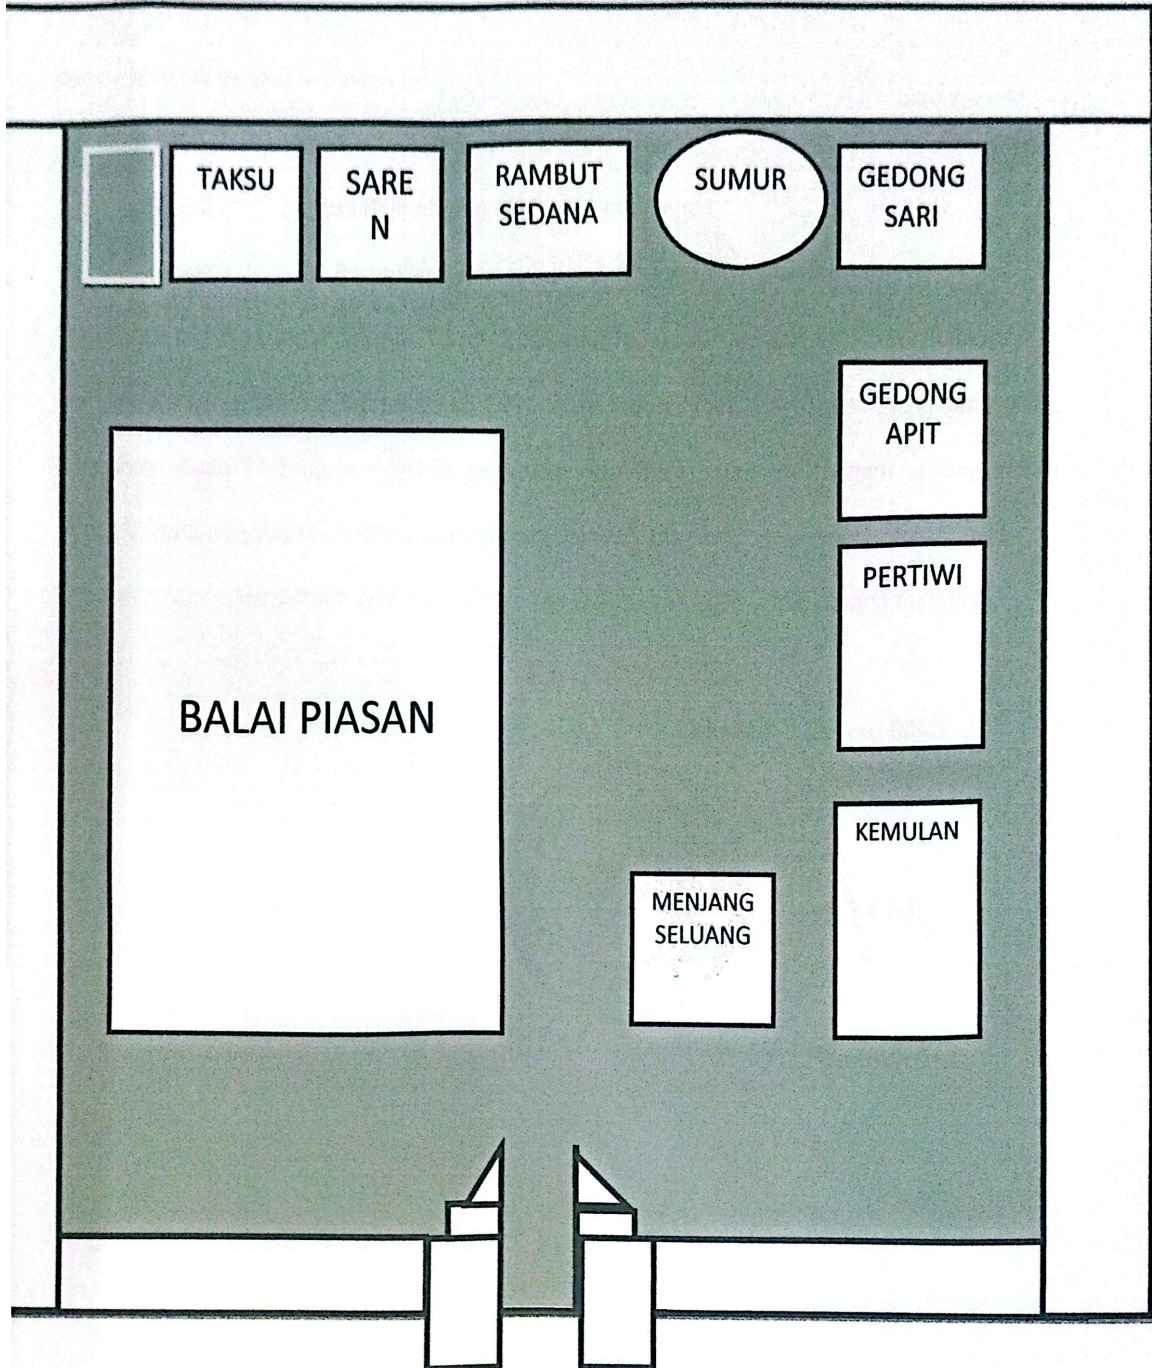 TAKSU
SARE
N
RAMBUT
SEDANA
SUMUR
GEDONG
SARI
GEDONG
APIT
PERTIWI
BALAI PIASAN
KEMULAN
MENJANG
SELUANG